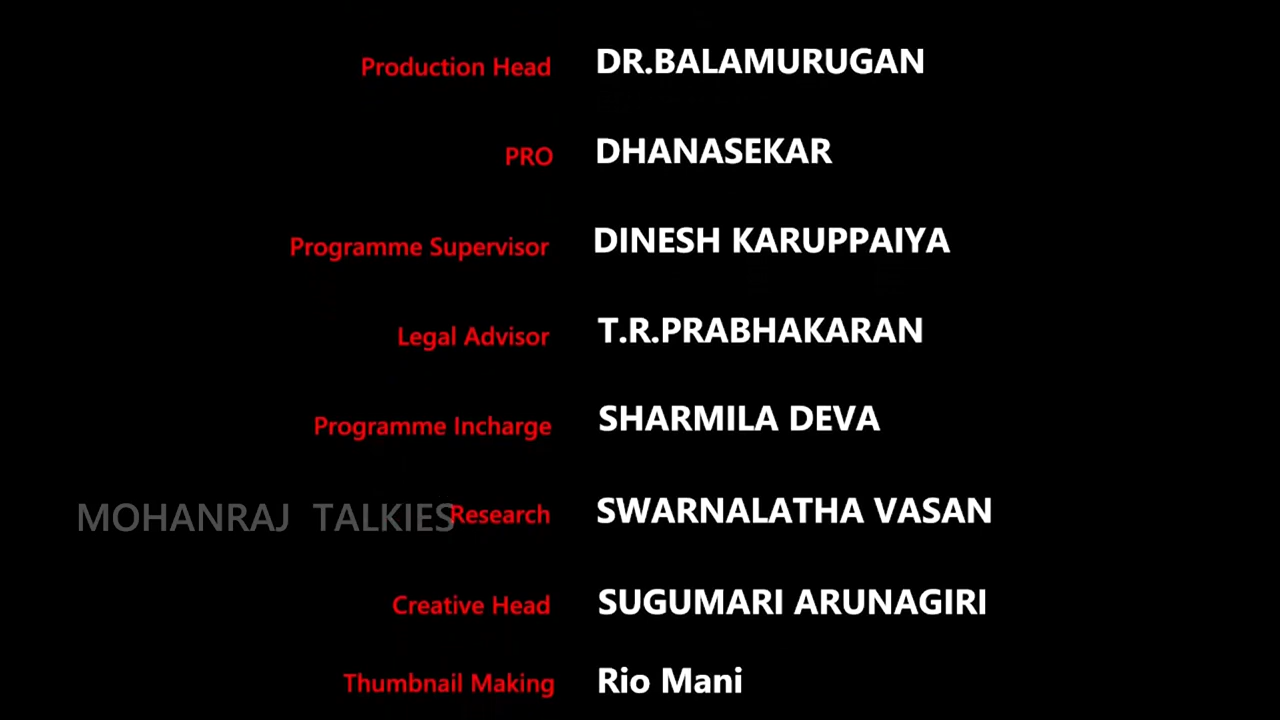 Production Head DR.BALAMURUGAN
PRO DHANASEKAR
Programme Supervisor DINESH KARUPPAIYA
Legal Advisor T.R.PRABHAKARAN
Programme Incharge SHARMILA DEVA
MOHANRAJ TALKIES
Research SWARNALATHA VASAN
Creative Head SUGUMARI ARUNAGIRI
Thumbnail Making Rio Mani